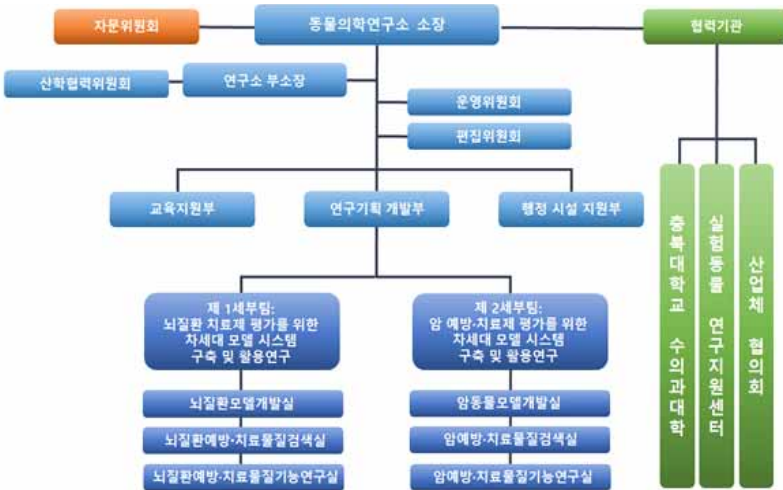 자문위원회
동물의학연구소 소장
협력기관
산학협력위원회
연구소 부소장
운영위원회
편집위원회
교육지원부
연구기획 개발부
행정 시설 지원부
제 1세부팀:
뇌질환 치료제 평가를 위한
차세대 모델 시스템
구축 및 활용연구
뇌질환모델개발실
뇌질환예방·치료물질검색실
뇌질환예방·치료물질기능연구실
제 2세부팀:
암 예방·치료제 평가를 위한
차세대 모델 시스템
구축 및 활용연구
암동물모델개발실
암예방·치료물질검색실
암예방·치료물질기능연구실
충북대학교 수의과대학
실험동물 연구지원센터
산업체 협의회